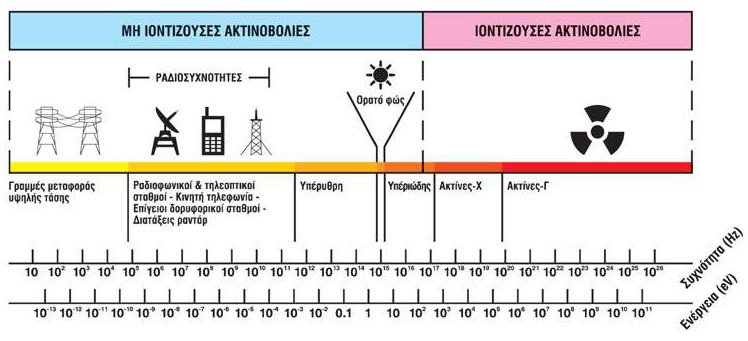 ΜΗ ΙΟΝΤΙΖΟΥΣΕΣ ΑΚΤΙΝΟΒΟΛΙΕΣ
ΙΟΝΤΙΖΟΥΣΕΣ ΑΚΤΙΝΟΒΟΛΙΕΣ
ΡΑΔΙΟΣΥΧΝΟΤΗΤΕΣ
Ορατό φώς
Γραμμές μεταφοράς
υψηλής τάσης
Ραδιοφωνικοί & τηλεοπτικοί
σταθμοί - Κινητή τηλεφωνία -
Επίγειοι δορυφορικοί σταθμοί -
Διατάξεις ραντάρ
Υπέρυθρη
Υπεριώδης
Ακτίνες-Χ
Ακτίνες-Γ
10 10² 10³ 10⁴ 10⁵ 10⁶ 10⁷ 10⁸ 10⁹ 10¹⁰ 10¹¹ 10¹² 10¹³ 10¹⁴ 10¹⁵ 10¹⁶ 10¹⁷ 10¹⁸ 10¹⁹ 10²⁰ 10²¹ 10²² 10²³ 10²⁴ 10²⁵ 10²⁶
Συχνότητα (Hz)
10⁻¹³ 10⁻¹² 10⁻¹¹ 10⁻¹⁰ 10⁻⁹ 10⁻⁸ 10⁻⁷ 10⁻⁶ 10⁻⁵ 10⁻⁴ 10⁻³ 10⁻² 0.1 1 10 10² 10³ 10⁴ 10⁵ 10⁶ 10⁷ 10⁸ 10⁹ 10¹⁰ 10¹¹
Ενέργεια (eV)